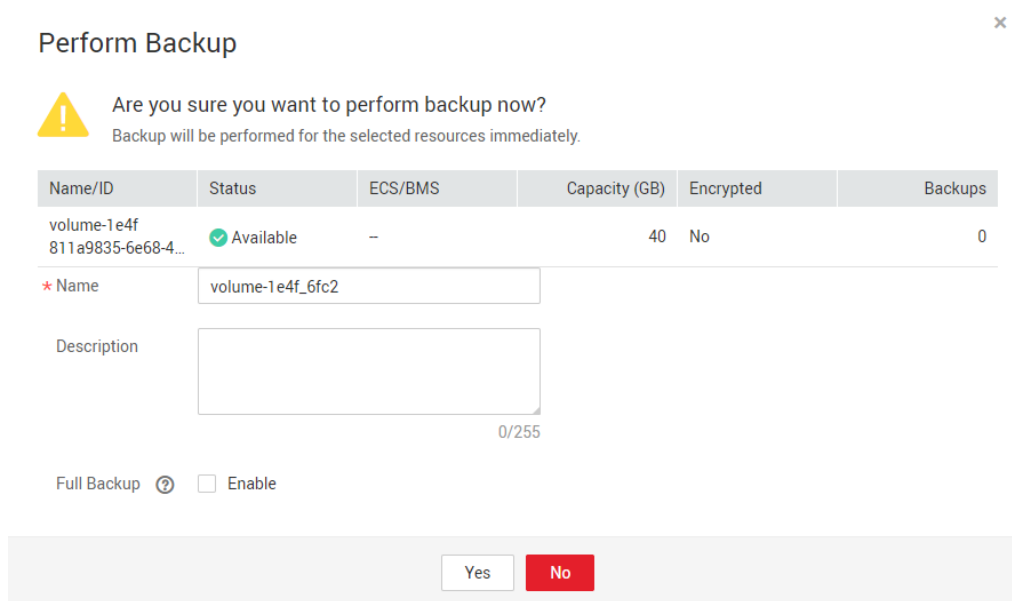 ×
Perform Backup
Are you sure you want to perform backup now?
Backup will be performed for the selected resources immediately.
Name/ID Status ECS/BMS Capacity (GB) Encrypted Backups
volume-1e4f
811a9835-6e68-4...
Available -- 40 No 0
* Name volume-1e4f_6fc2
Description
0/255
Full Backup ? Enable
Yes No